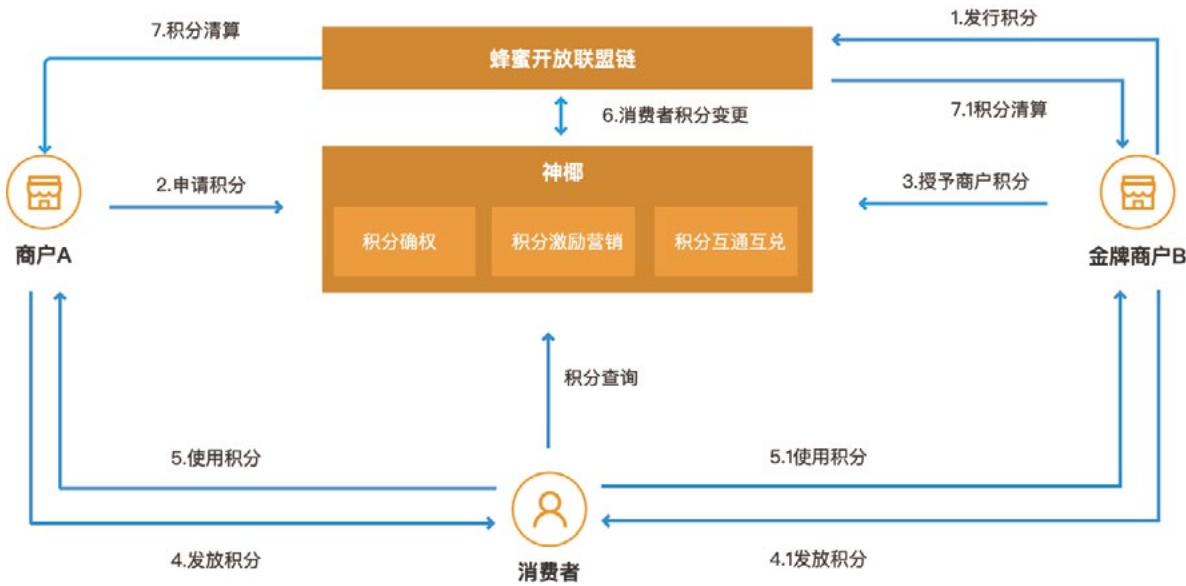 1.发行积分
7.积分清算
蜂蜜开放联盟链
7.1积分清算
6.消费者积分变更
神椰
2.申请积分
3.授予商户积分
积分确权
积分激励营销
积分互通互兑
商户A
金牌商户B
积分查询
5.使用积分
5.1使用积分
4.发放积分
4.1发放积分
消费者